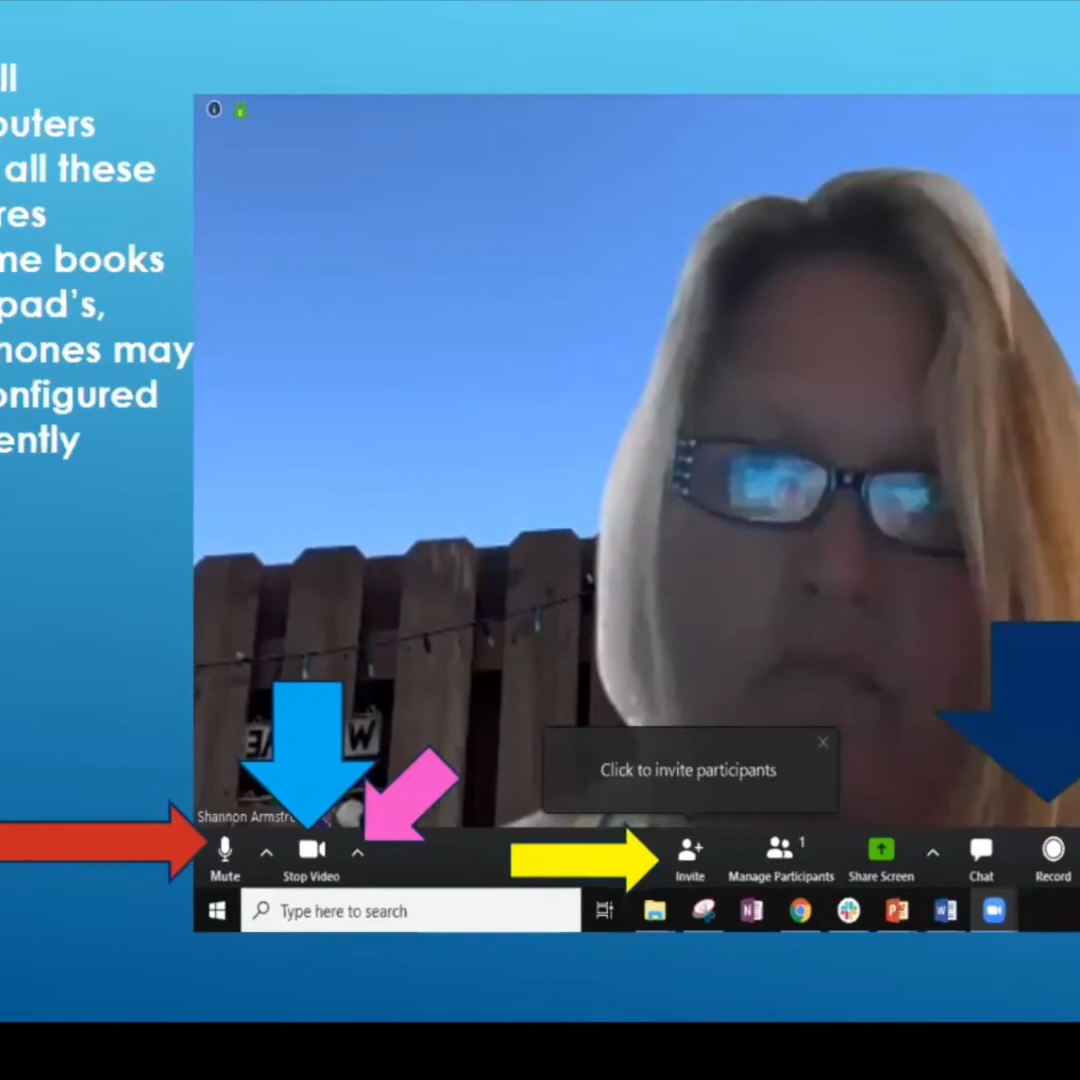 ll
outers
all these
res
me books
pad's,
hones may
onfigured
ently
Click to invite participants
Shannon Armstr
1
Mute
Stop Video
Invite
Manage Participants
Share Screen
Chat
Record
Type here to search